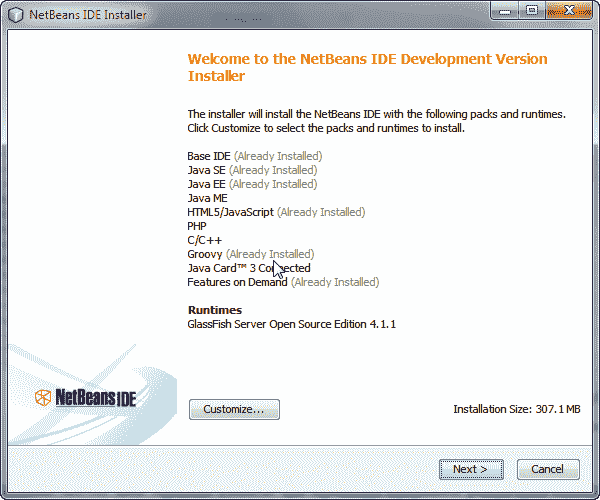 NetBeans IDE Installer
Welcome to the NetBeans IDE Development Version
Installer
The installer will install the NetBeans IDE with the following packs and runtimes.
Click Customize to select the packs and runtimes to install.
Base IDE (Already Installed)
Java SE (Already Installed)
Java EE (Already Installed)
Java ME
HTML5/JavaScript (Already Installed)
PHP
C/C++
Groovy (Already Installed)
Java Card™ 3 Connected
Features on Demand (Already Installed)
Runtimes
GlassFish Server Open Source Edition 4.1.1
NetBeans IDE
Customize...
Installation Size: 307.1 MB
Next >
Cancel